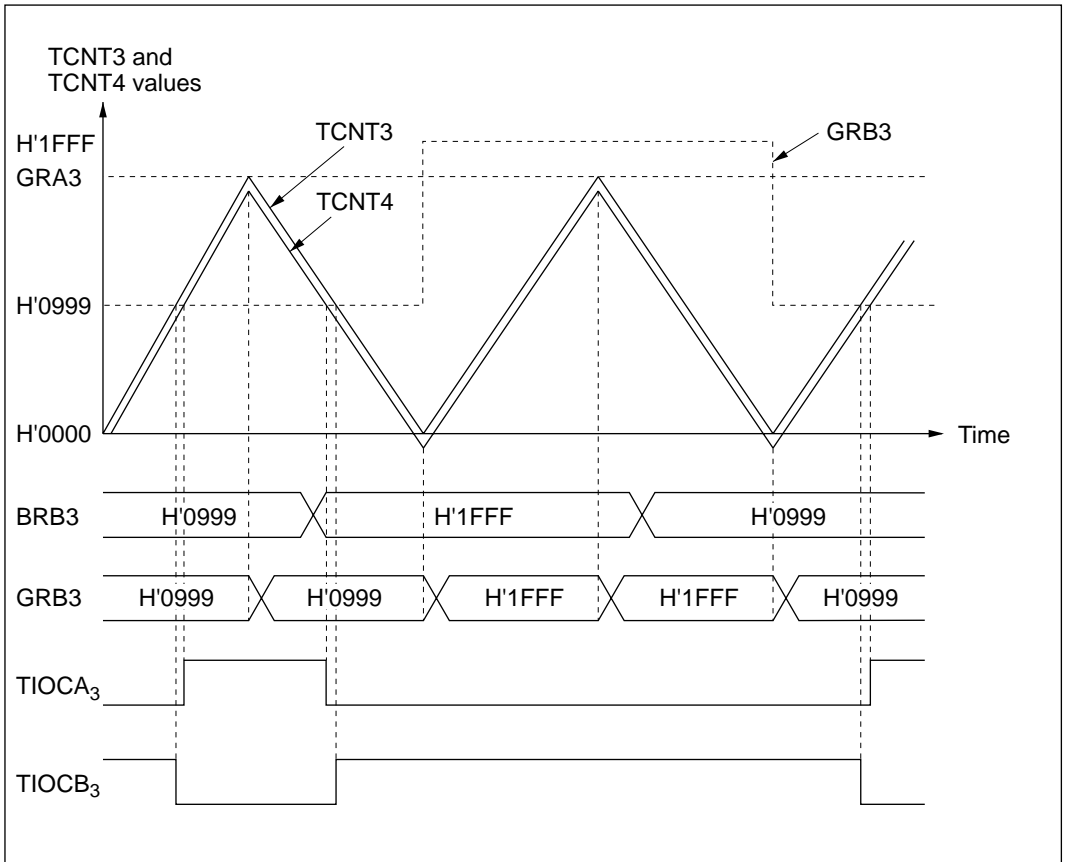 TCNT3 and
TCNT4 values
H'1FFF
TCNT3
GRB3
GRA3
TCNT4
H'0999
H'0000
Time
BRB3
H'0999
H'1FFF
H'0999
GRB3
H'0999
H'0999
H'1FFF
H'1FFF
H'0999
TIOCA3
TIOCB3